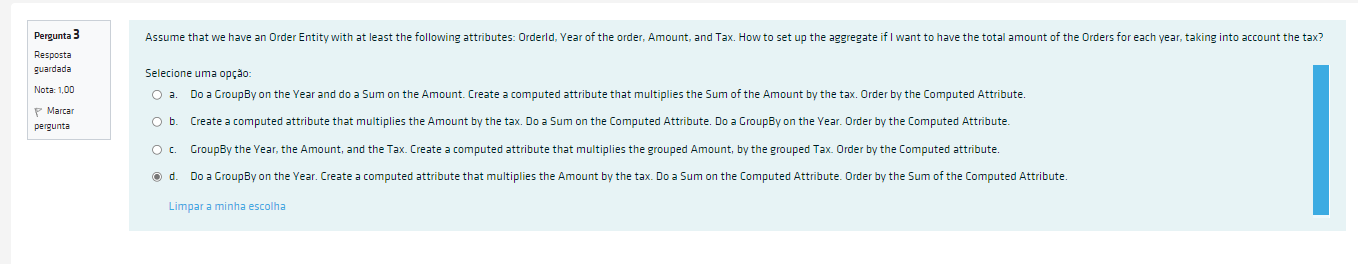 Pergunta 3
Resposta
guardada
Nota: 1,00
Marcar
pergunta
Assume that we have an Order Entity with at least the following attributes: OrderId, Year of the order, Amount, and Tax. How to set up the aggregate if I want to have the total amount of the Orders for each year, taking into account the tax?
Selecione uma opção:
a. Do a GroupBy on the Year and do a Sum on the Amount. Create a computed attribute that multiplies the Sum of the Amount by the tax. Order by the Computed Attribute.
b. Create a computed attribute that multiplies the Amount by the tax. Do a Sum on the Computed Attribute. Do a GroupBy on the Year. Order by the Computed Attribute.
c. GroupBy the Year, the Amount, and the Tax. Create a computed attribute that multiplies the grouped Amount, by the grouped Tax. Order by the Computed attribute.
d. Do a GroupBy on the Year. Create a computed attribute that multiplies the Amount by the tax. Do a Sum on the Computed Attribute. Order by the Sum of the Computed Attribute.
Limpar a minha escolha